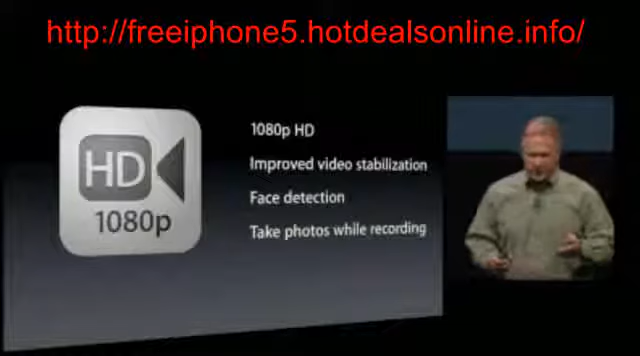 http://freeiphone5.hotdealsonline.info/
HD
1080p
1080p HD
Improved video stabilization
Face detection
Take photos while recording